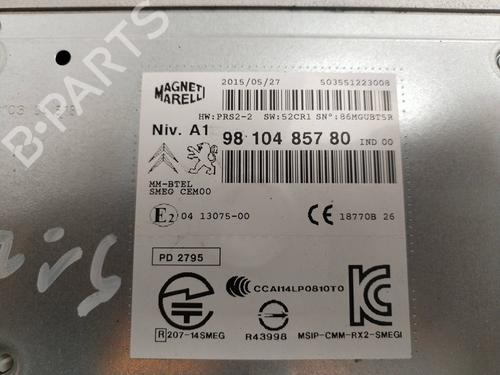 B-PARTS
MAGNETI
MARELLI
2015/05/27 503551223008
HW:PRS2-2 SW:52CR1 SN°:86MGUBT5R
Niv. A1 98 104 857 80 IND 00
MM-BTEL
SMEG CEM00
E2 04 13075-00 CE 18770B 26
PD 2795
CCAI14LP0810T0
R 207-14SMEG R43998 MSIP-CMM-RX2-SMEGI